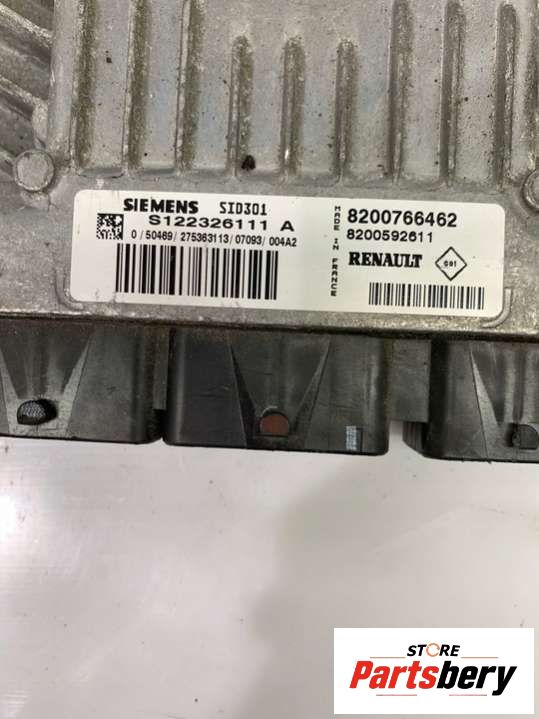 SIEMENS SID301
S122326111 A
0 / 50469/ 275363113/ 07093/ 004A2
MADE IN FRANCE
8200766462
8200592611
RENAULT
STORE
Partsbery